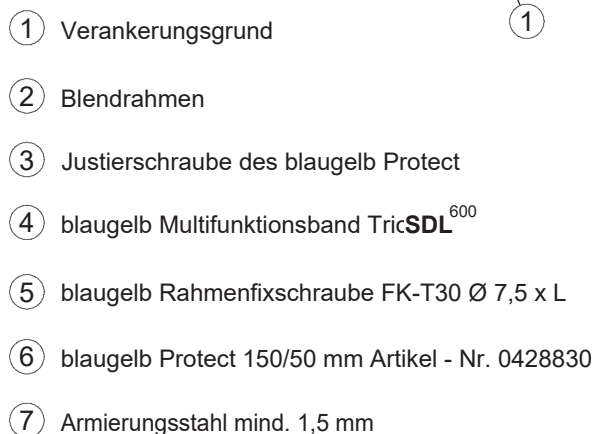 ① Verankerungsgrund
①
② Blendrahmen
③ Justierschraube des blaugelb Protect
④ blaugelb Multifunktionsband TricSDL⁶⁰⁰
⑤ blaugelb Rahmenfixschraube FK-T30 Ø 7,5 x L
⑥ blaugelb Protect 150/50 mm Artikel - Nr. 0428830
⑦ Armierungsstahl mind. 1,5 mm